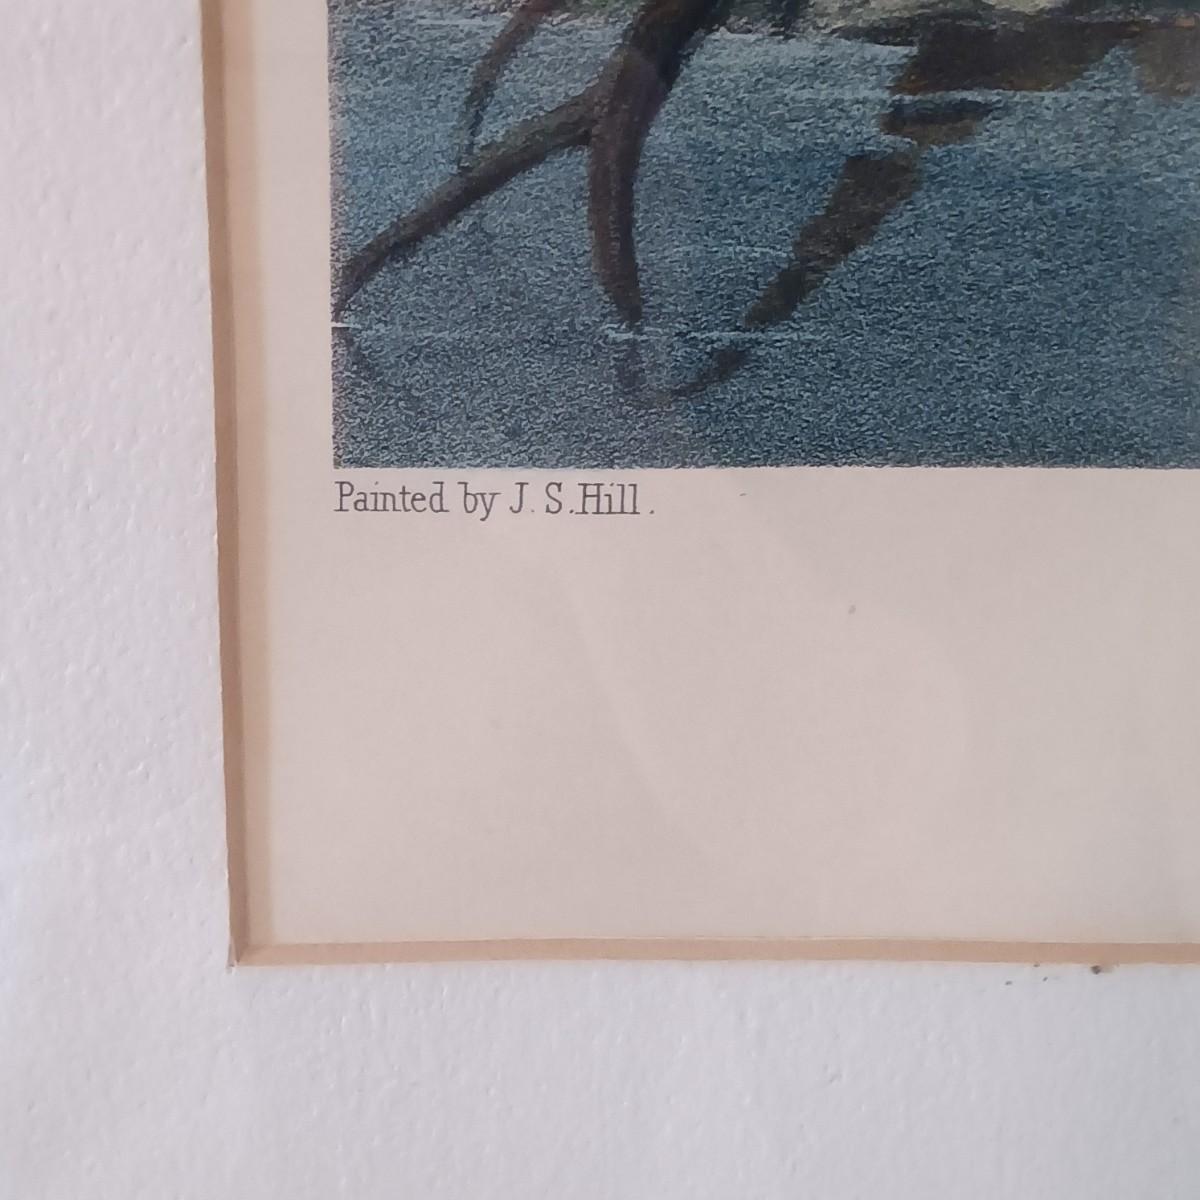 Painted by J. S. Hill.